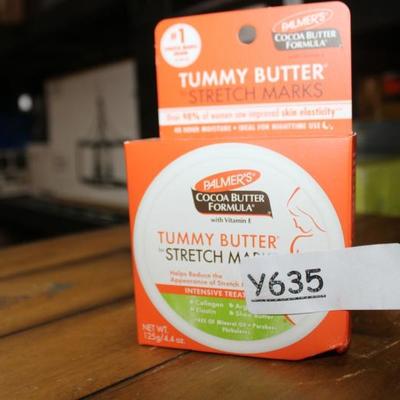 #1
PALMER'S
COCOA BUTTER
FORMULA
TUMMY BUTTER
for STRETCH MARKS
Over 98% of women saw improved skin elasticity
48 HOUR MOISTURE • IDEAL FOR NIGHTTIME USE
PALMER'S
COCOA BUTTER
FORMULA
with Vitamin E
TUMMY BUTTER
for STRETCH MARKS
Helps Reduce the
Appearance of Stretch
INTENSIVE TREAT
• Collagen
• Elastin
• Shea Butter
FREE OF Mineral Oil • Parabens
Phthalates
NET WT.
125g/4.4 oz.
Y635